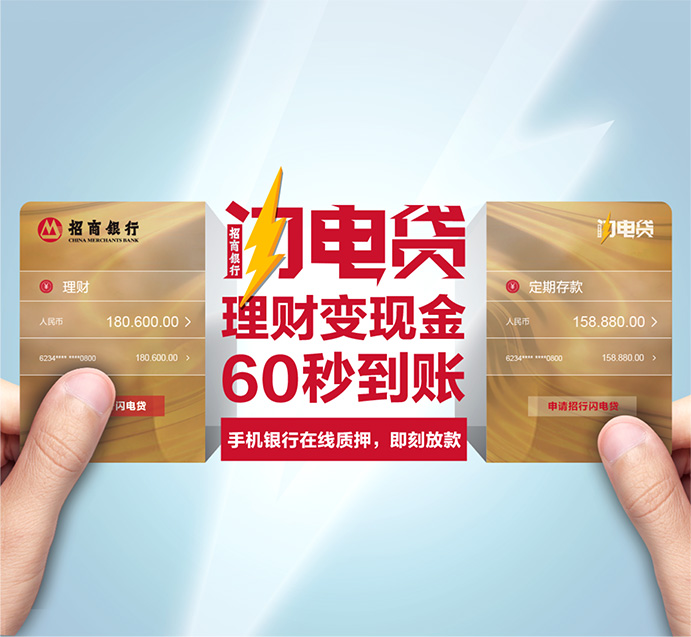 招商银行
CHINA MERCHANTS BANK
理财
人民币 180.600.00
6234**** ****0800 180.600.00
闪电贷
招商银行
闪电贷
理财变现金
60秒到账
手机银行在线质押，即刻放款
闪电贷
定期存款
人民币 158.880.00
6234**** ****0800 158.880.00
申请招行闪电贷